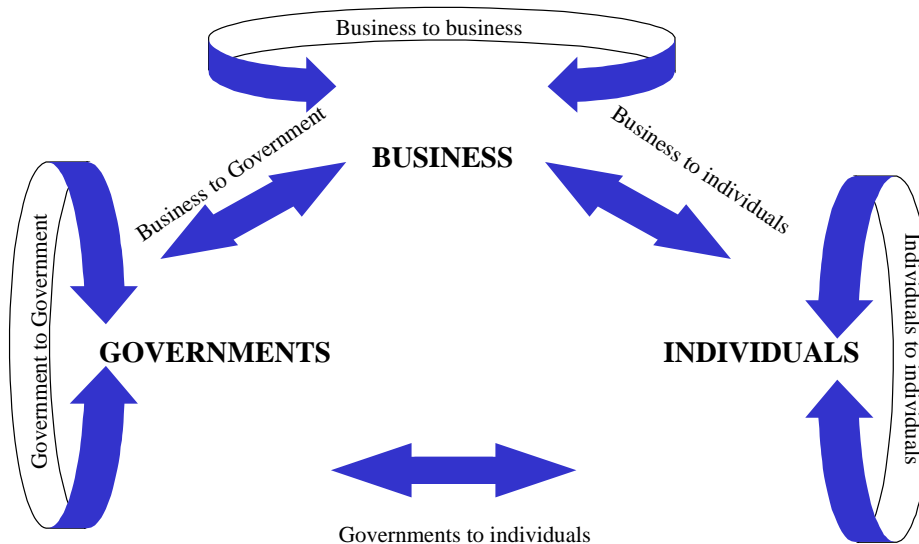 Business to business
Business to Government
BUSINESS
Business to individuals
Government to Government
GOVERNMENTS
INDIVIDUALS
Individuals to individuals
Governments to individuals